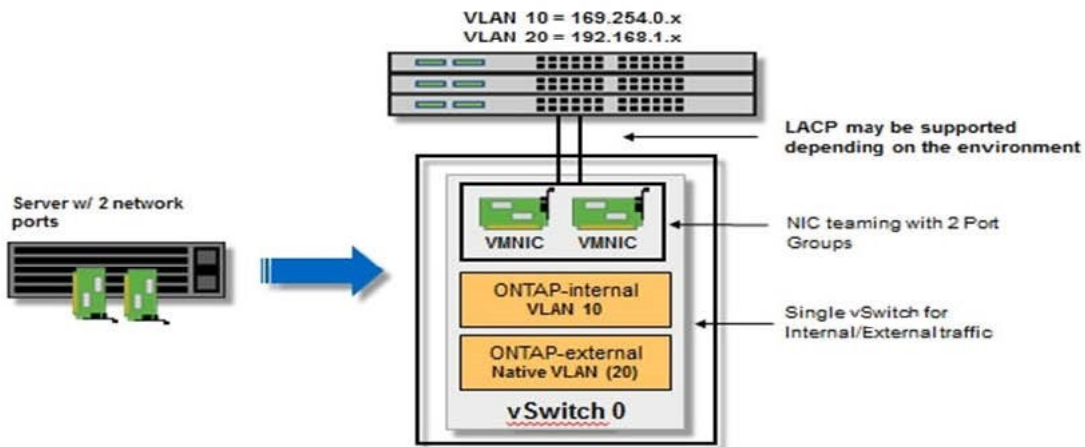 VLAN 10 = 169.254.0.x
VLAN 20 = 192.168.1.x
LACP may be supported
depending on the environment
Server w/ 2 network
ports
VMNIC VMNIC
NIC teaming with 2 Port
Groups
ONTAP-internal
VLAN 10
Single vSwitch for
Internal/External traffic
ONTAP-external
Native VLAN (20)
vSwitch 0